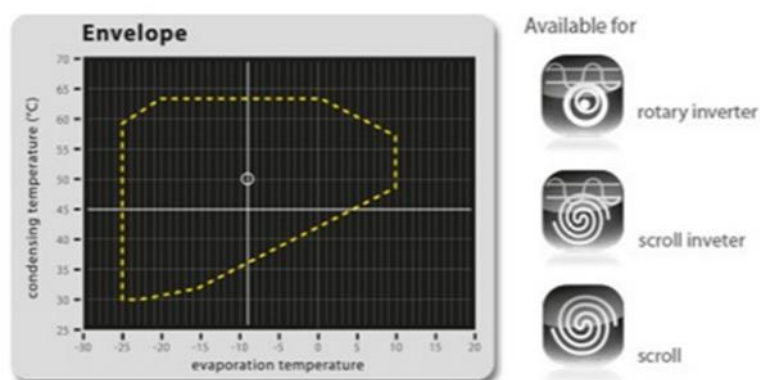 Envelope
condensing temperature (°C)
70
65
60
55
50
45
40
35
30
25
-30 -25 -20 -15 -10 -5 0 5 10 15 20
evaporation temperature
Available for
rotary inverter
scroll inveter
scroll